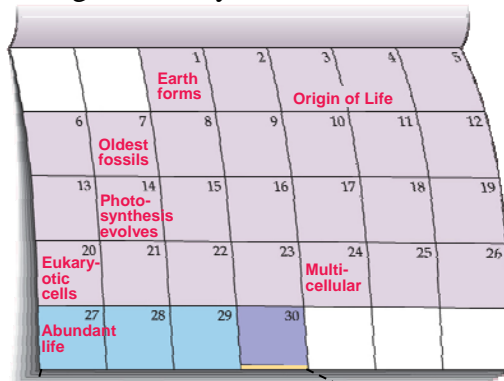 1 2 3 4 5
Earth
forms
Origin of Life
6 7 8 9 10 11 12
Oldest
fossils
13 14 15 16 17 18 19
Photo-
synthesis
evolves
20 21 22 23 24 25 26
Eukary-
otic
cells
Multi-
cellular
27 28 29 30
Abundant
life